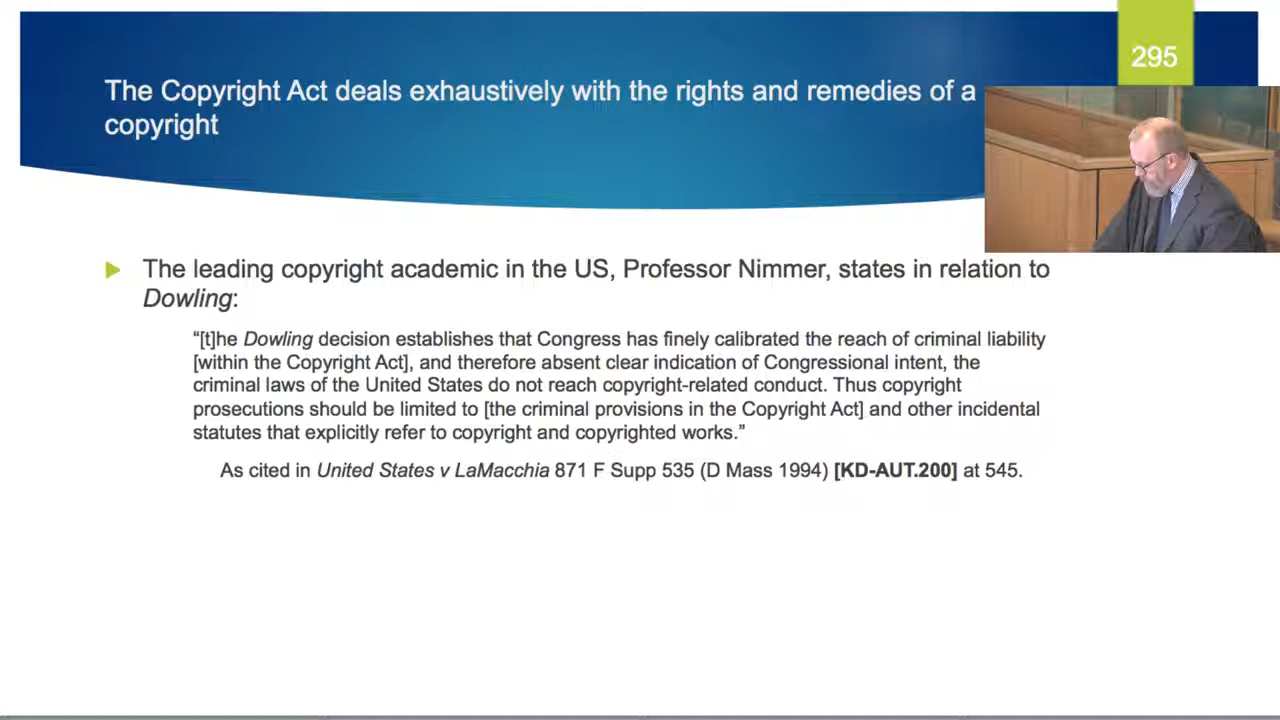 295
The Copyright Act deals exhaustively with the rights and remedies of a
copyright
The leading copyright academic in the US, Professor Nimmer, states in relation to
Dowling:
“[t]he Dowling decision establishes that Congress has finely calibrated the reach of criminal liability
[within the Copyright Act], and therefore absent clear indication of Congressional intent, the
criminal laws of the United States do not reach copyright-related conduct. Thus copyright
prosecutions should be limited to [the criminal provisions in the Copyright Act] and other incidental
statutes that explicitly refer to copyright and copyrighted works.”
As cited in United States v LaMacchia 871 F Supp 535 (D Mass 1994) [KD-AUT.200] at 545.